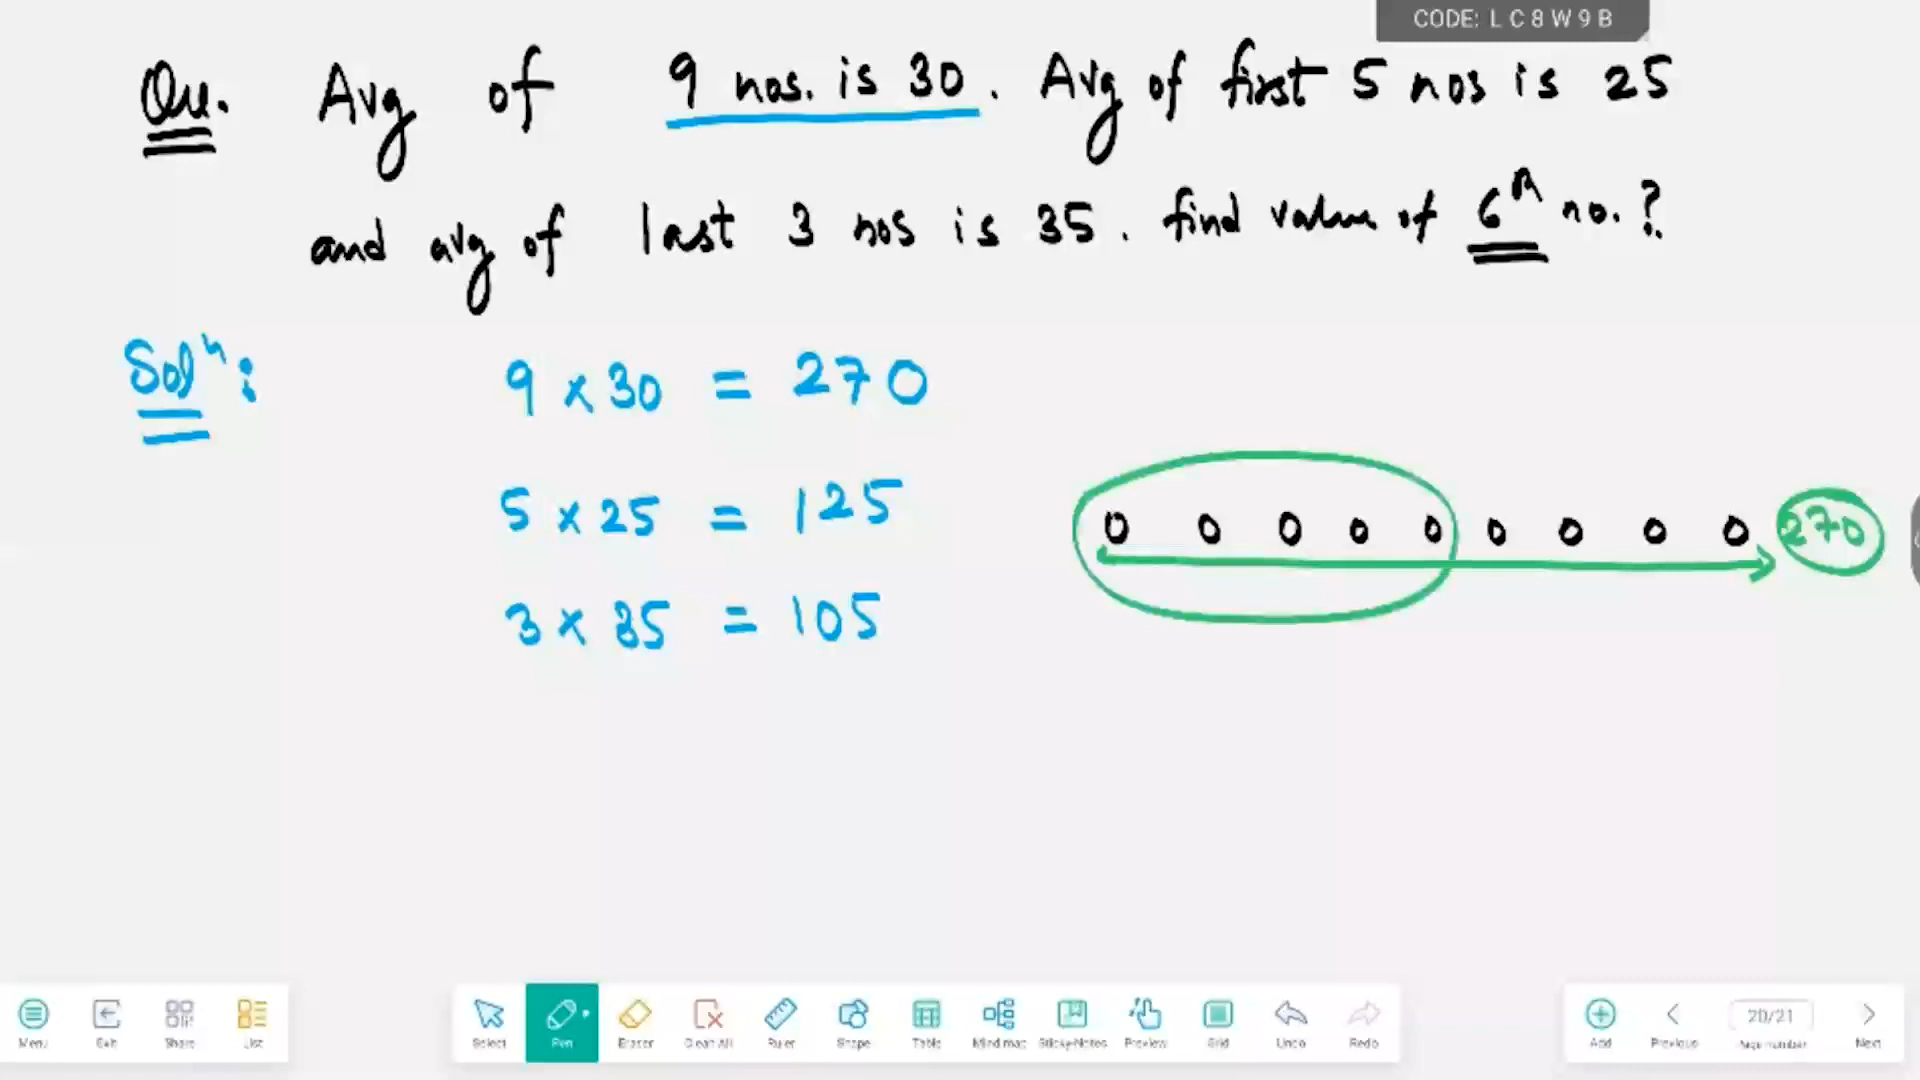 CODE: L C 8 W 9 B
Qu. Avg of 9 nos. is 30. Avg of first 5 nos is 25
and avg of last 3 nos is 35. find value of 6th no.?
Solⁿ:
9 × 30 = 270
5 × 25 = 125
3 × 35 = 105
0 0 0 0 0 0 0 0 0 270
Menu Exit Share List Select Pen Eraser Clean All Ruler Shape Table Mind map Sticky-Notes Preview Grid Undo Redo Add Previous 20/21 Next